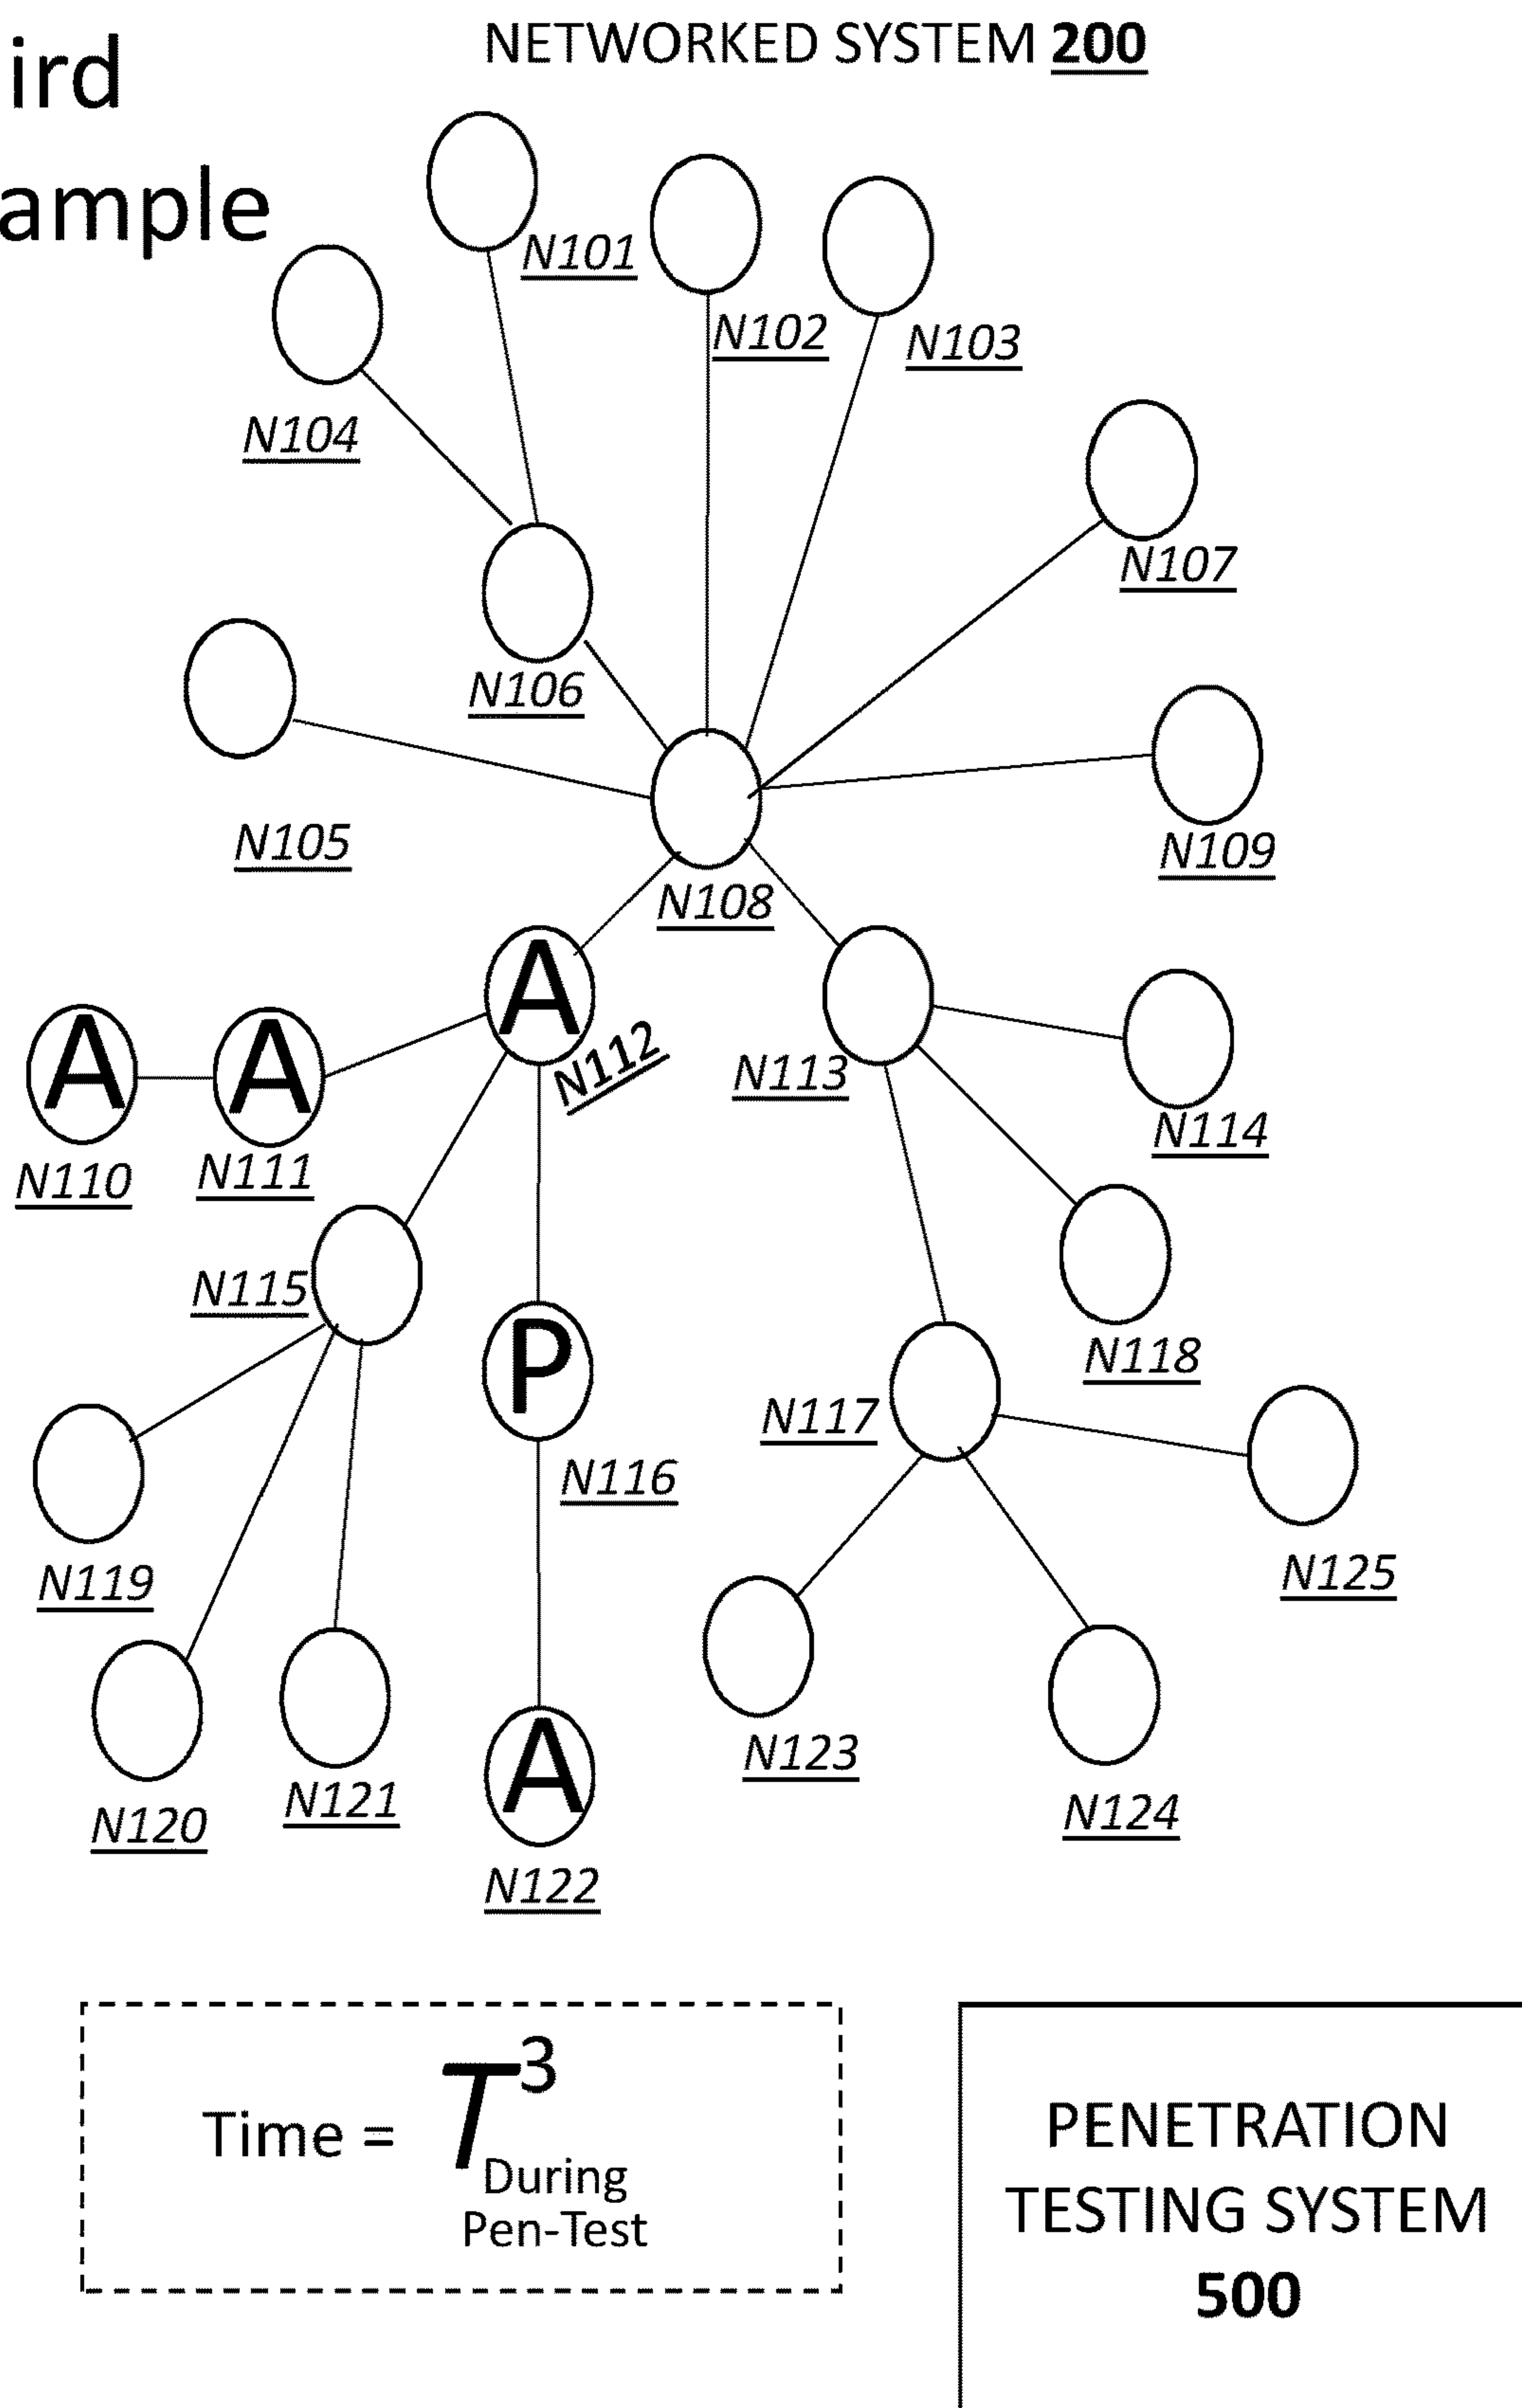 ird
ample
NETWORKED SYSTEM 200
N101
N102
N103
N104
N107
N106
N105
N109
N108
A
N112
A
A
N110
N111
N113
N114
N115
P
N116
N118
N117
N119
N125
N123
N121
N120
A
N122
N124
Time = T3
During
Pen-Test
PENETRATION
TESTING SYSTEM
500